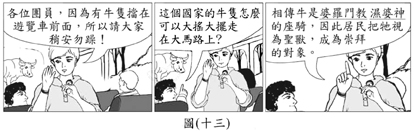 各位團員，因為有牛隻擋在
遊覽車前面，所以請大家
稍安勿躁！
這個國家的牛隻怎麼
可以大搖大擺走
在大馬路上？
相傳牛是婆羅門教濕婆神
的座騎，因此居民把牠視
為聖獸，
成為崇拜
的對象。
圖(十三)